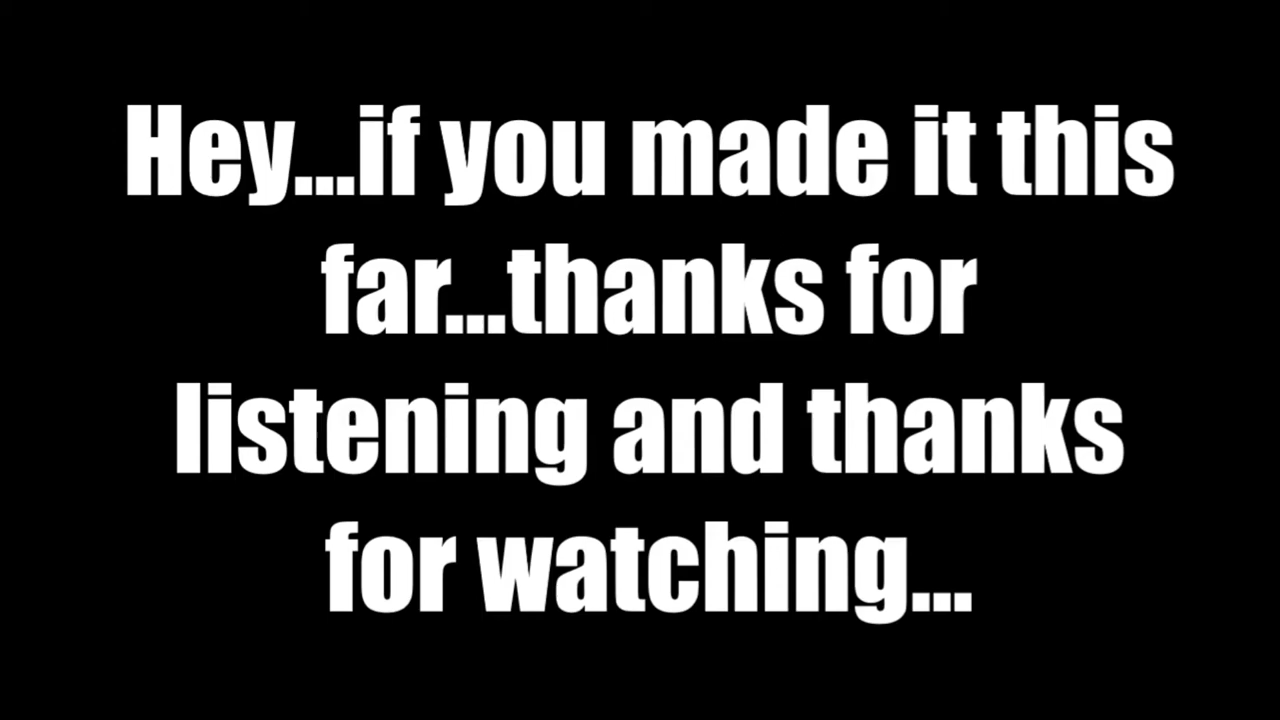 Hey...if you made it this
far...thanks for
listening and thanks
for watching...